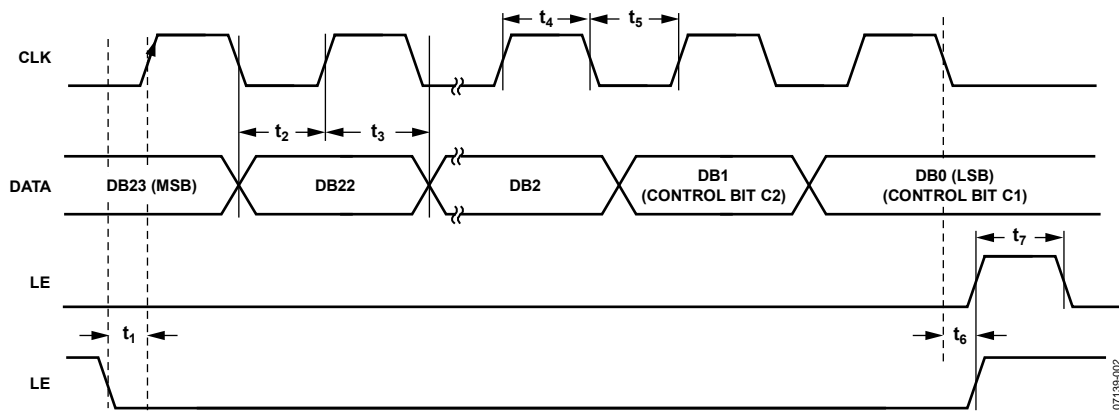 t4
t5
CLK
t2
t3
DATA
DB23 (MSB)
DB22
DB2
DB1
(CONTROL BIT C2)
DB0 (LSB)
(CONTROL BIT C1)
t7
LE
t1
t6
LE
07139-002